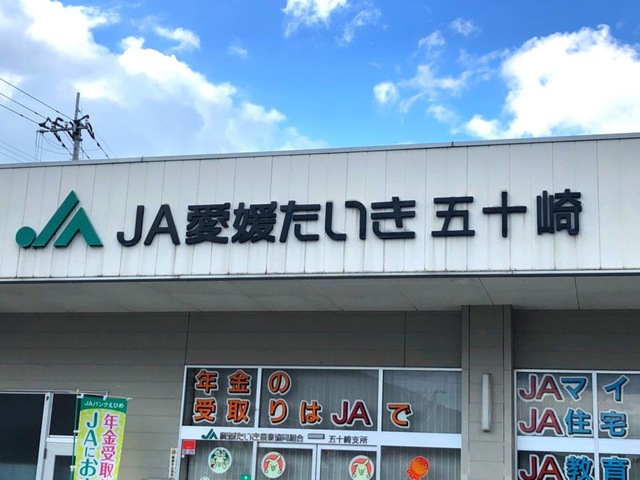 JA愛媛たいき 五十崎
年金の
受取りはJAで
愛媛たいき農業協同組合 五十崎支所
JAマイ
JA住宅
JA教育
JAバンクえひめ
年金受取
JAにお